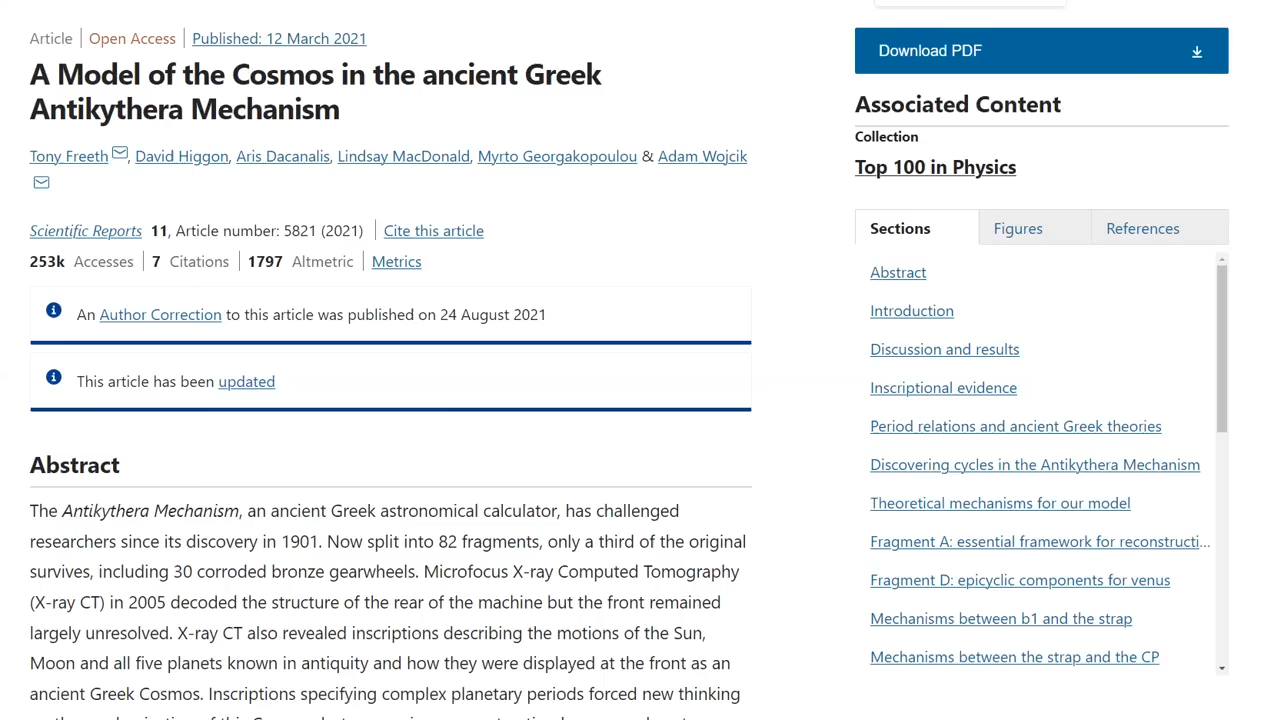 Article Open Access Published: 12 March 2021
A Model of the Cosmos in the ancient Greek
Antikythera Mechanism
Tony Freeth, David Higgon, Aris Dacanalis, Lindsay MacDonald, Myrto Georgakopoulou & Adam Wojcik
Scientific Reports 11, Article number: 5821 (2021) Cite this article
253k Accesses 7 Citations 1797 Altmetric Metrics
An Author Correction to this article was published on 24 August 2021
This article has been updated
Abstract
The Antikythera Mechanism, an ancient Greek astronomical calculator, has challenged
researchers since its discovery in 1901. Now split into 82 fragments, only a third of the original
survives, including 30 corroded bronze gearwheels. Microfocus X-ray Computed Tomography
(X-ray CT) in 2005 decoded the structure of the rear of the machine but the front remained
largely unresolved. X-ray CT also revealed inscriptions describing the motions of the Sun,
Moon and all five planets known in antiquity and how they were displayed at the front as an
ancient Greek Cosmos. Inscriptions specifying complex planetary periods forced new thinking
Download PDF
Associated Content
Collection
Top 100 in Physics
Sections Figures References
Abstract
Introduction
Discussion and results
Inscriptional evidence
Period relations and ancient Greek theories
Discovering cycles in the Antikythera Mechanism
Theoretical mechanisms for our model
Fragment A: essential framework for reconstructi...
Fragment D: epicyclic components for venus
Mechanisms between b1 and the strap
Mechanisms between the strap and the CP